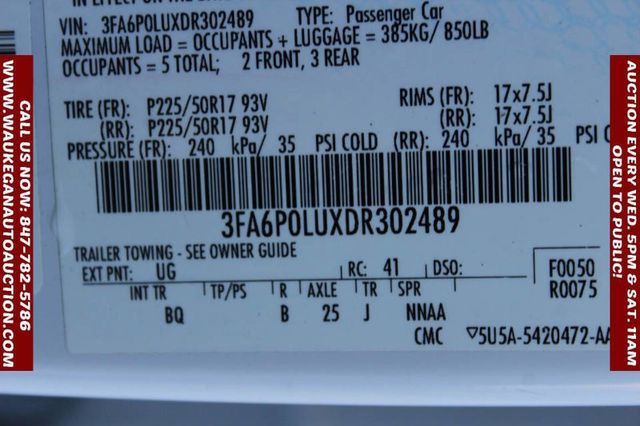 IN EFFECT ON THE DATE
VIN: 3FA6P0LUXDR302489 TYPE: Passenger Car
MAXIMUM LOAD = OCCUPANTS + LUGGAGE = 385KG/ 850LB
OCCUPANTS = 5 TOTAL; 2 FRONT, 3 REAR
TIRE (FR): P225/50R17 93V RIMS (FR): 17x7.5J
(RR): P225/50R17 93V (RR): 17x7.5J
PRESSURE (FR): 240 kPa/ 35 PSI COLD (RR): 240 kPa/ 35 PSI
3FA6P0LUXDR302489
TRAILER TOWING - SEE OWNER GUIDE
EXT PNT: UG RC: 41 DSO: F0050
INT TR TP/PS R AXLE TR SPR R0075
BQ B 25 J NNAA
CMC ▽5U5A-5420472-AA
CALL US NOW: 847-782-5786
WWW.WAUKEGANAUTOAUCTION.COM
AUCTION EVERY WED. 5PM & SAT. 11AM
OPEN TO PUBLIC!